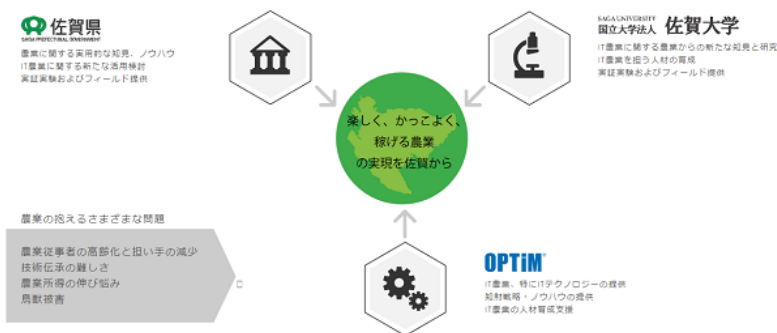 佐賀県
SAGA PREFECTURAL GOVERNMENT
農業に関する実用的な知見、ノウハウ
IT農業に関する新たな活用検討
実証実験およびフィールド提供
SAGA UNIVERSITY
国立大学法人 佐賀大学
IT農業に関する農業からの新たな知見と研究
IT農業を担う人材の育成
実証実験およびフィールド提供
楽しく、かっこよく、
稼げる農業
の実現を佐賀から
農業の抱えるさまざまな問題
農業従事者の高齢化と担い手の減少
技術伝承の難しさ
農業所得の伸び悩み
鳥獣被害
OPTiM®
IT農業、特にITテクノロジーの提供
知財戦略・ノウハウの提供
IT農業の人材育成支援